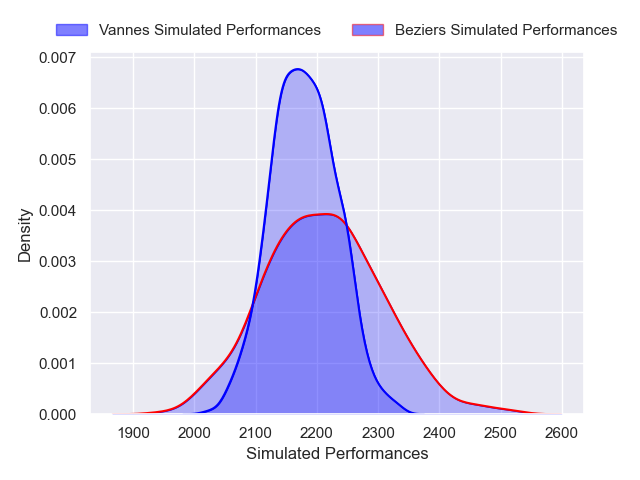 Vannes Simulated Performances
Beziers Simulated Performances
0.007
0.006
0.005
0.004
0.003
0.002
0.001
0.000
Density
1900 2000 2100 2200 2300 2400 2500 2600
Simulated Performances